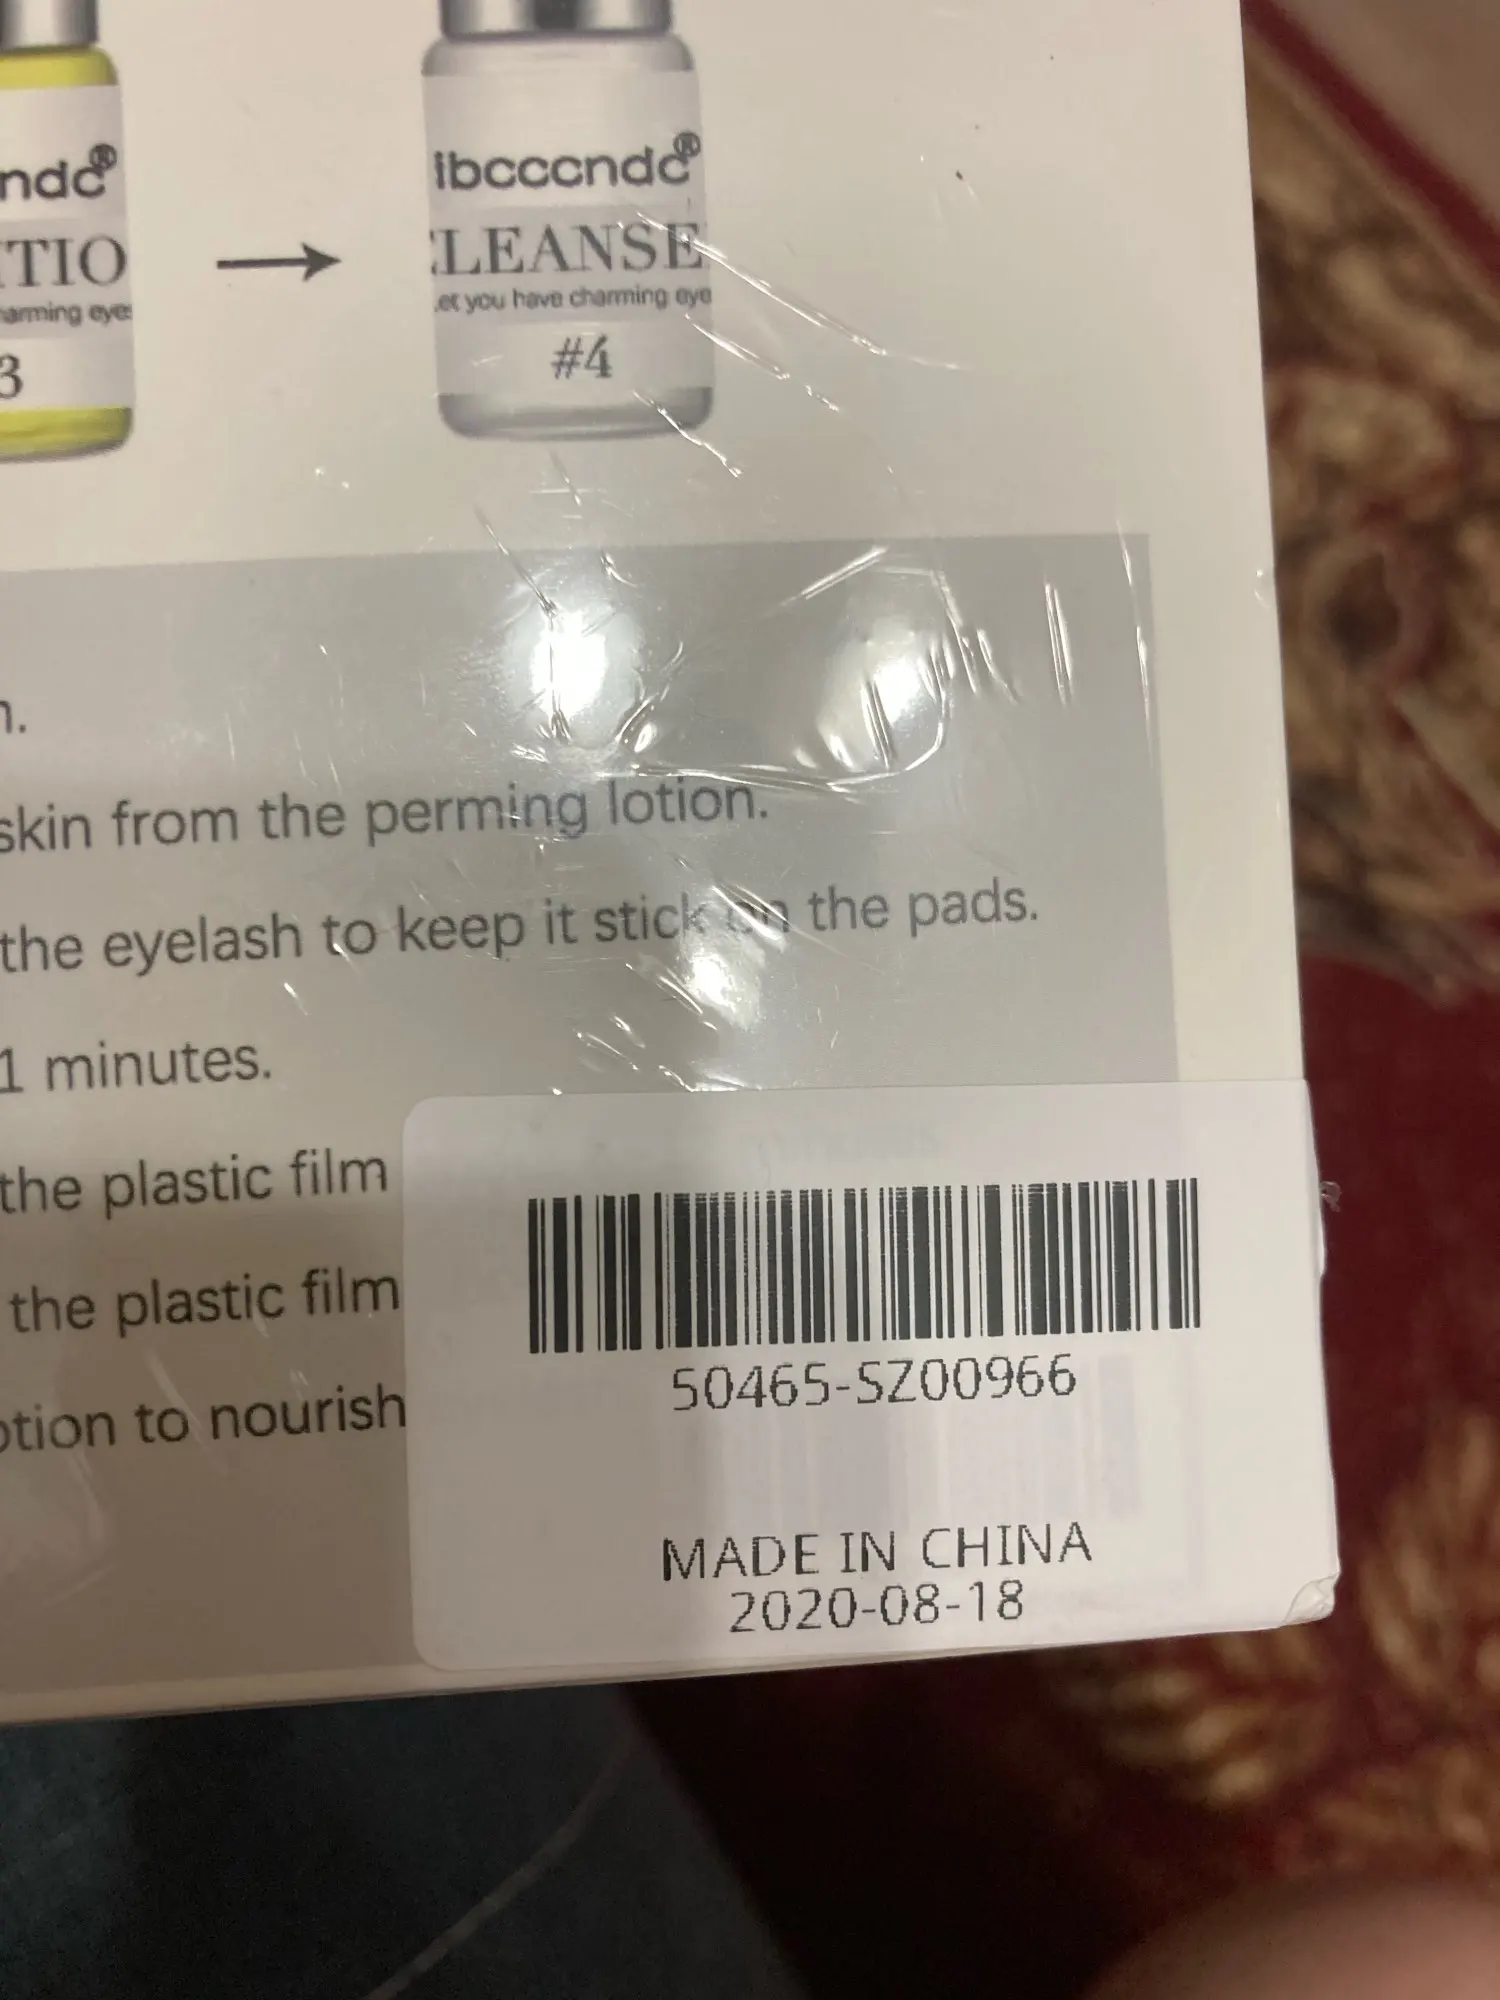 ndc®
TIO
arming eye
3
ibcccndc®
CLEANSE
et you have charming eye
#4
skin from the perming lotion.
the eyelash to keep it stick on the pads.
1 minutes.
the plastic film
the plastic film
otion to nourish
50465-SZ00966
MADE IN CHINA
2020-08-18